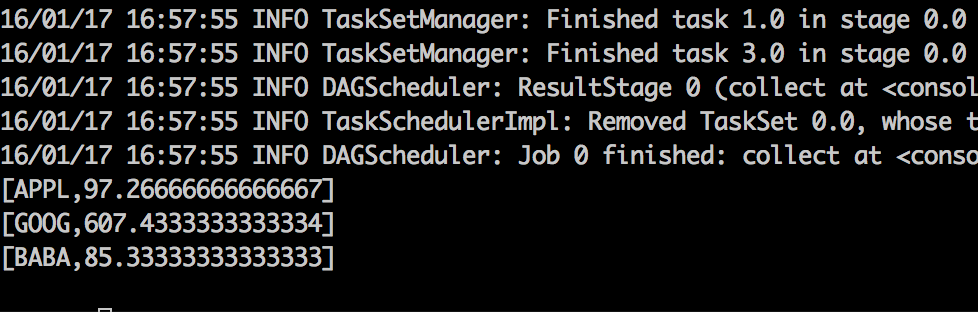 16/01/17 16:57:55 INFO TaskSetManager: Finished task 1.0 in stage 0.0
16/01/17 16:57:55 INFO TaskSetManager: Finished task 3.0 in stage 0.0
16/01/17 16:57:55 INFO DAGScheduler: ResultStage 0 (collect at <consol
16/01/17 16:57:55 INFO TaskSchedulerImpl: Removed TaskSet 0.0, whose t
16/01/17 16:57:55 INFO DAGScheduler: Job 0 finished: collect at <conso
[APPL,97.26666666666667]
[GOOG,607.4333333333334]
[BABA,85.33333333333333]